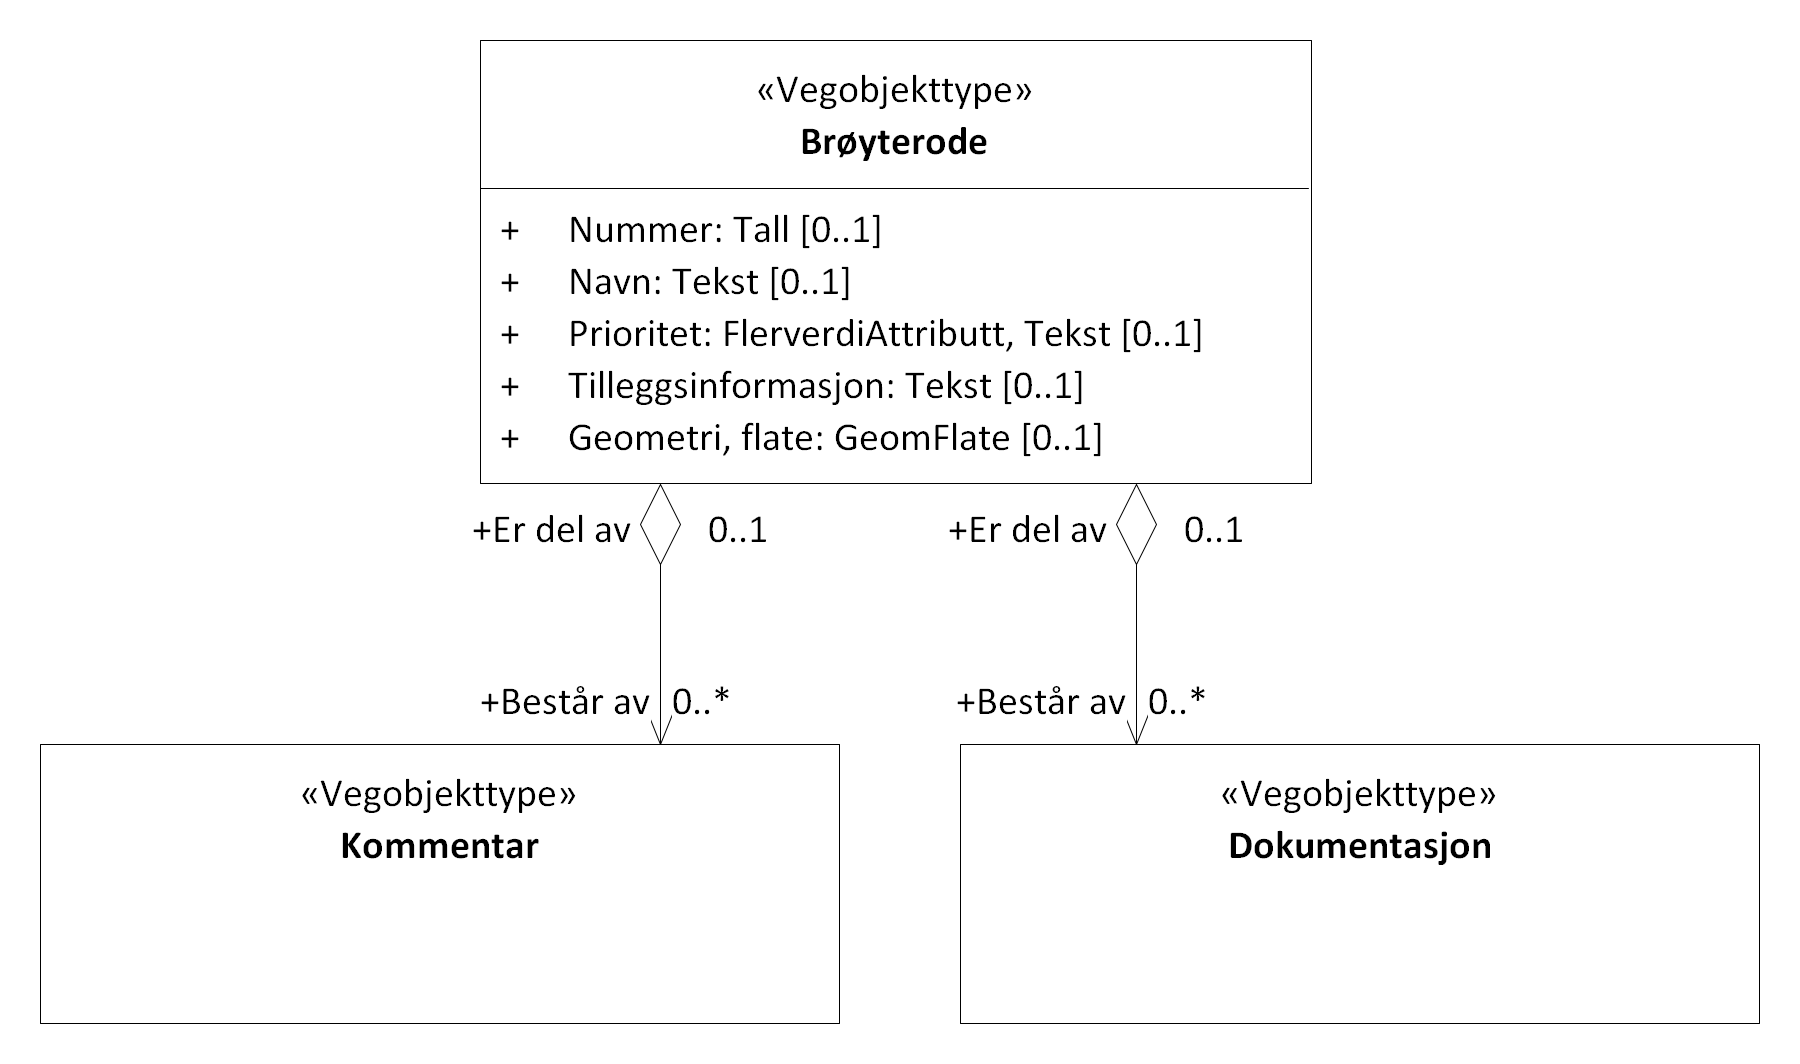 «Vegobjekttype»
Brøyterode
+ Nummer: Tall [0..1]
+ Navn: Tekst [0..1]
+ Prioritet: FlerverdiAttributt, Tekst [0..1]
+ Tilleggsinformasjon: Tekst [0..1]
+ Geometri, flate: GeomFlate [0..1]
+Er del av 0..1 +Er del av 0..1
+Består av 0..* +Består av 0..*
«Vegobjekttype» «Vegobjekttype»
Kommentar Dokumentasjon